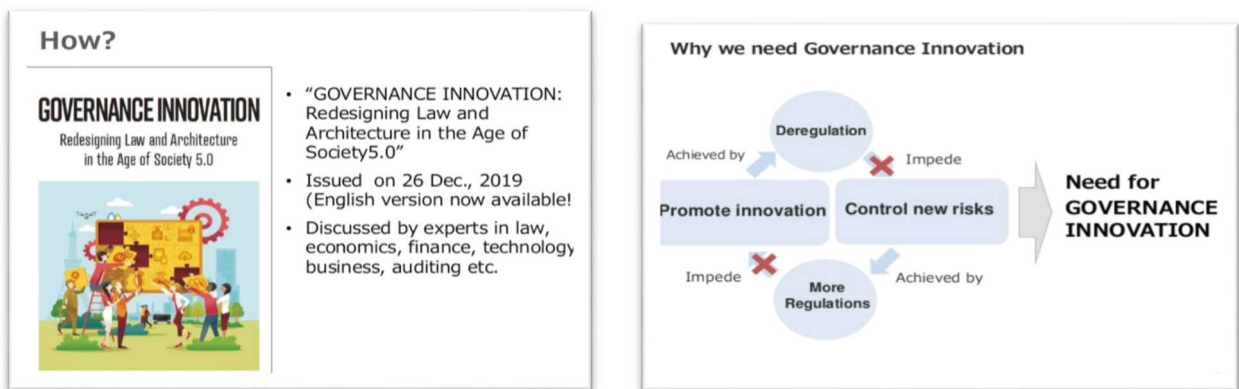 How?
GOVERNANCE INNOVATION
Redesigning Law and Architecture
in the Age of Society 5.0
• “GOVERNANCE INNOVATION:
Redesigning Law and
Architecture in the Age of
Society5.0”
• Issued on 26 Dec., 2019
(English version now available!
• Discussed by experts in law,
economics, finance, technology
business, auditing etc.
Why we need Governance Innovation
Deregulation
Achieved by
Impede
Promote innovation
Control new risks
Need for
GOVERNANCE
INNOVATION
Impede
Achieved by
More
Regulations